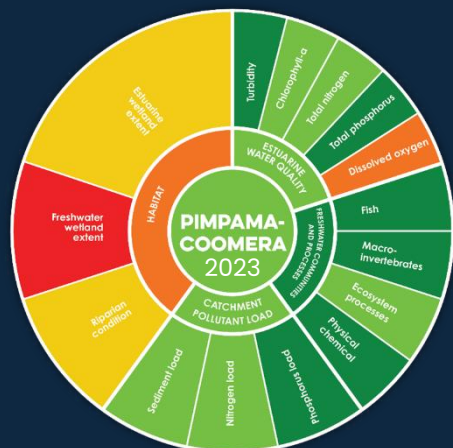 PIMPAMA-
COOMERA
2023
ESTUARINE
WATER QUALITY
Turbidity
Chlorophyll-a
Total nitrogen
Total phosphorus
Dissolved oxygen
FRESHWATER COMMUNITIES
AND PROCESSES
Fish
Macro-
invertebrates
Ecosystem
processes
Physical
chemical
CATCHMENT
POLLUTANT LOAD
Phosphorus load
Nitrogen load
Sediment load
HABITAT
Riparian
condition
Freshwater
wetland
extent
Estuarine
wetland
extent